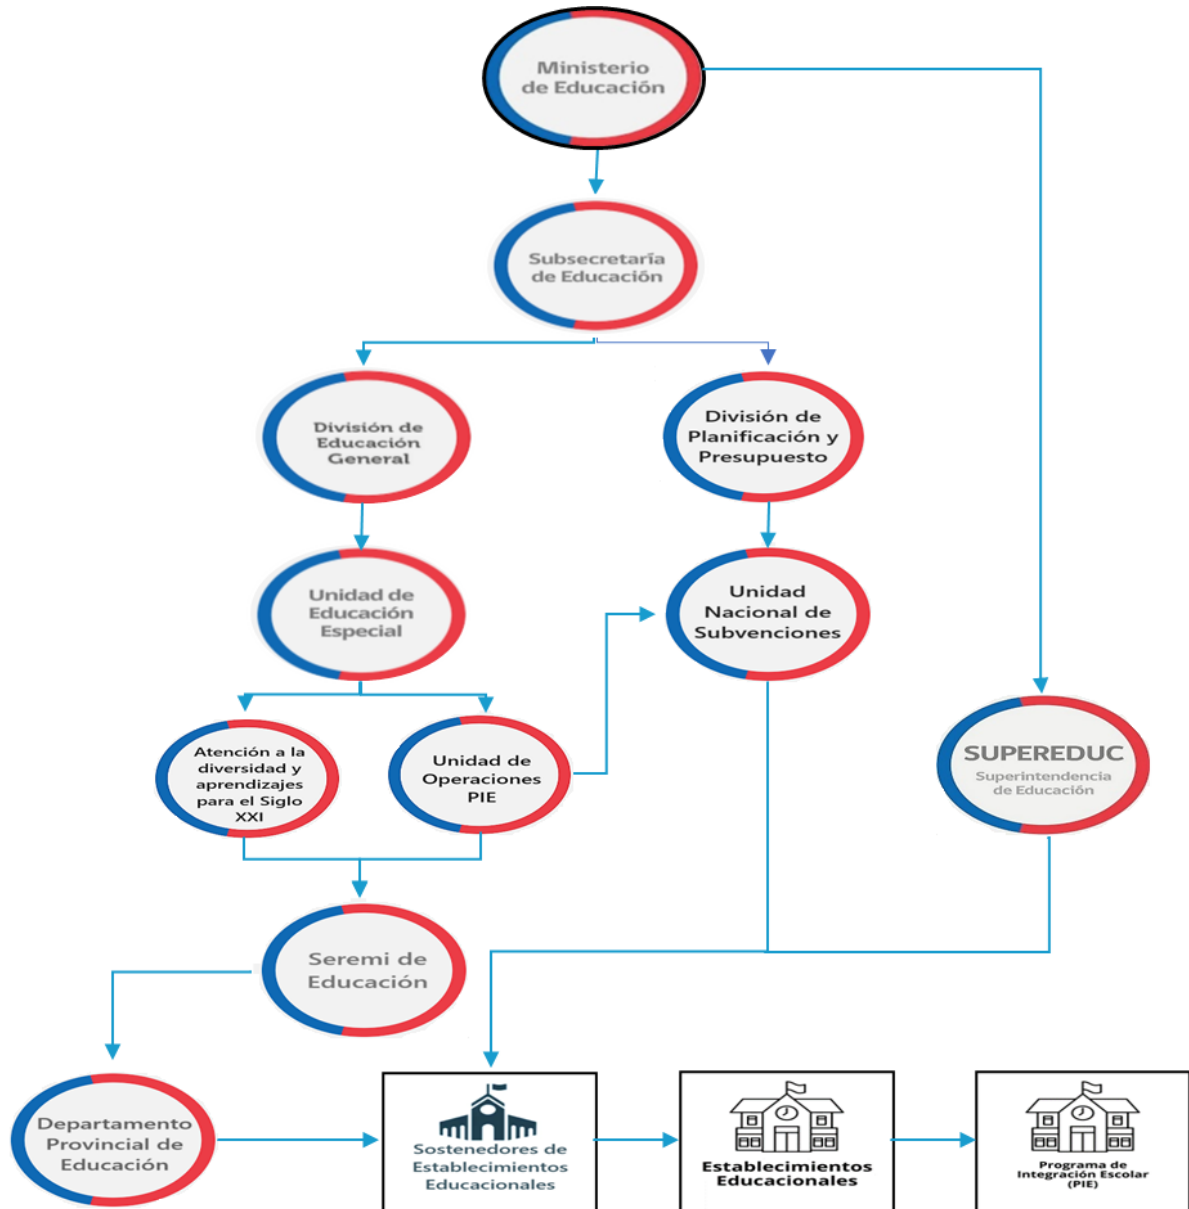 Ministerio
de Educación
Subsecretaría
de Educación
División de
Educación
General
División de
Planificación y
Presupuesto
Unidad de
Educación
Especial
Unidad
Nacional de
Subvenciones
Atención a la
diversidad y
aprendizajes
para el Siglo
XXI
Unidad de
Operaciones
PIE
SUPEREDUC
Superintendencia
de Educación
Seremi de
Educación
Departamento
Provincial de
Educación
Sostenedores de
Establecimientos
Educacionales
Establecimientos
Educacionales
Programa de
Integración Escolar
(PIE)